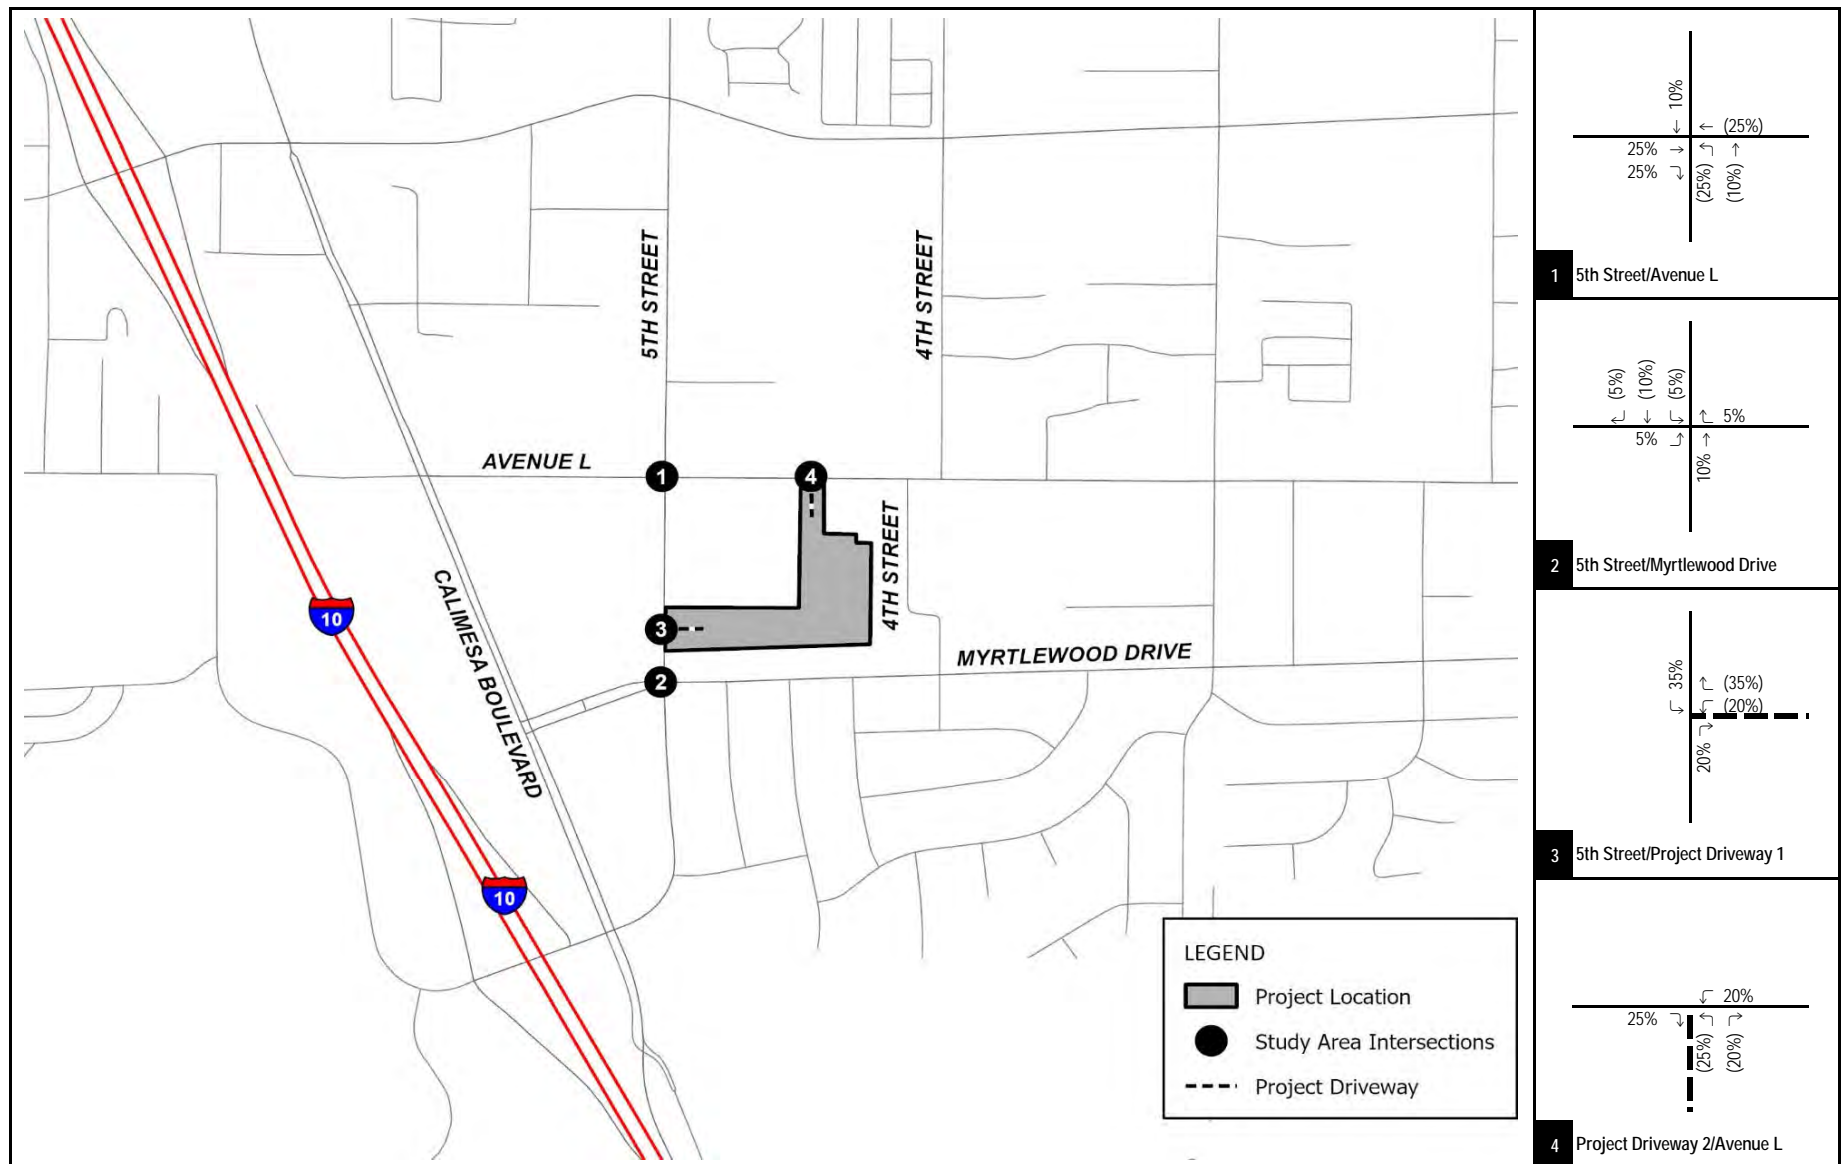 5TH STREET
4TH STREET
AVENUE L
1
4
4TH STREET
10
CALIMESA BOULEVARD
3
MYRTLEWOOD DRIVE
2
10
LEGEND
Project Location
Study Area Intersections
Project Driveway
10%
(25%)
25%
25%
(25%)
(10%)
1 5th Street/Avenue L
(5%)
(10%)
(5%)
5%
5%
10%
2 5th Street/Myrtlewood Drive
35%
(35%)
(20%)
20%
3 5th Street/Project Driveway 1
20%
25%
(25%)
(20%)
4 Project Driveway 2/Avenue L